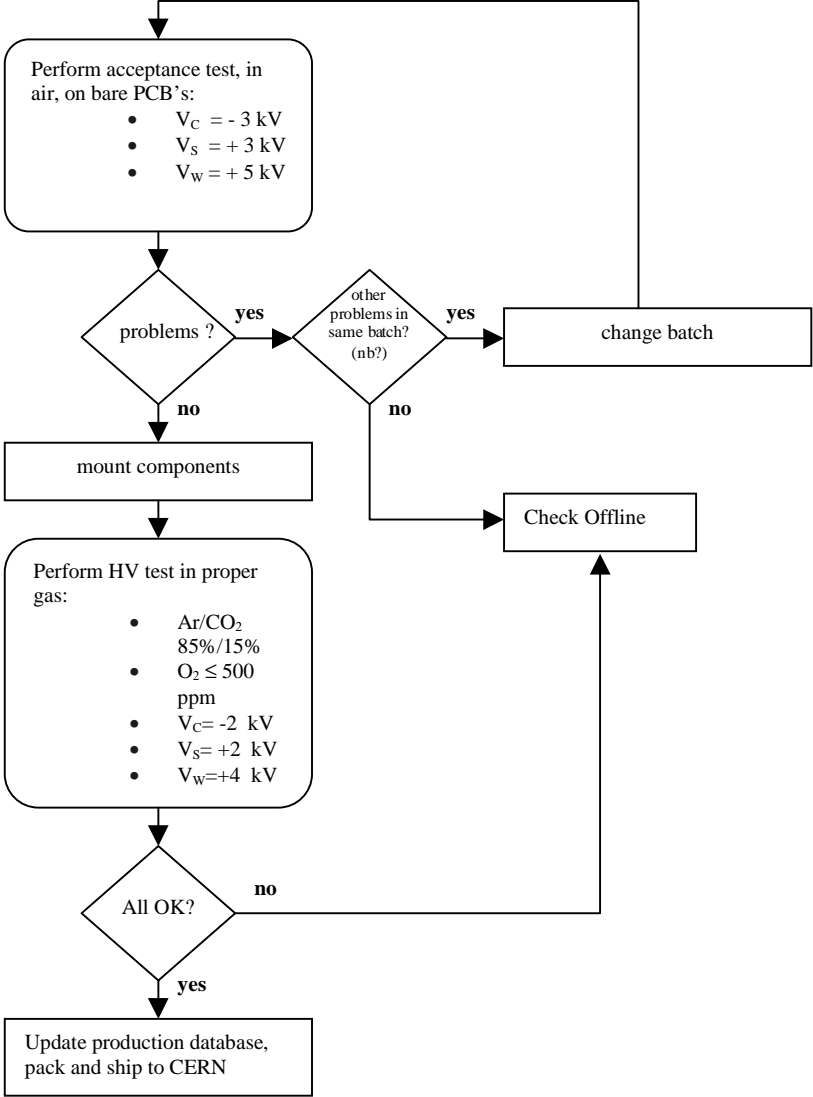 Perform acceptance test, in
air, on bare PCB's:
• V_C = - 3 kV
• V_S = + 3 kV
• V_W = + 5 kV
problems ?
yes
other
problems in
same batch?
(nb?)
yes
change batch
no
no
mount components
Check Offline
Perform HV test in proper
gas:
• Ar/CO₂
85%/15%
• O₂ ≤ 500
ppm
• V_C= -2 kV
• V_S= +2 kV
• V_W=+4 kV
All OK?
no
yes
Update production database,
pack and ship to CERN